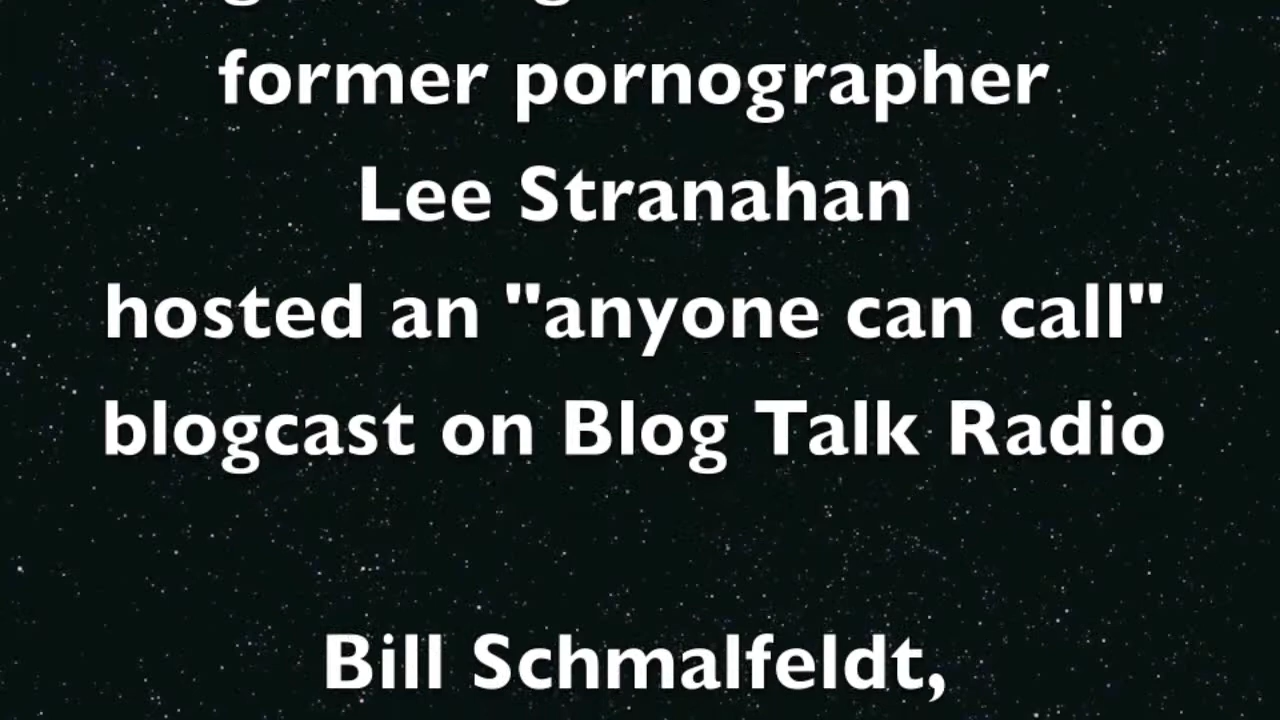 former pornographer
Lee Stranahan
hosted an "anyone can call"
blogcast on Blog Talk Radio
Bill Schmalfeldt,